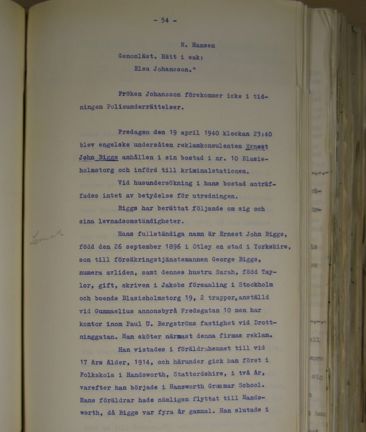 - 54 -
N. Hansen
Genomläst. Rätt i sak:
Elsa Johansson."
Fröken Johansson förekommer icke i tid-
ningen Polisunderrättelser.
Fredagen den 19 april 1940 klockan 23:40
blev engelske undersåten reklamkonsulenten Ernest
John Biggs anhållen i sin bostad i nr. 10 Blasie-
holmstorg och införd till kriminalstationen.
Vid husundersökning i hans bostad anträf-
fades intet av betydelse för utredningen.
Biggs har berättat följande om sig och
sina levnadsomständigheter.
Hans fullständiga namn är Ernest John Biggs,
född den 26 september 1896 i Otley en stad i Yorkshire,
son till försäkringstjänstemannen George Biggs,
numera avliden, samt dennes hustru Sarah, född Tay-
lor, gift, skriven i Jakobs församling i Stockholm
och boende Blasieholmstorg 10, 2 trappor, anställd
vid Gumaelius annonsbyrå Fredsgatan 10 men har
kontor inom Paul U. Bergströms fastighet vid Drott-
ninggatan. Han sköter närmast denna firmas reklam.
Han vistades i föräldrahemmet till vid
17 års ålder, 1914, och härunder gick han först i
Folkskola i Handsworth, Staffordshire, i två år,
varefter han började i Handsworth Grammar School.
Hans föräldrar hade nämligen flyttat till Hands-
worth, då Biggs var fyra år gammal. Han slutade i